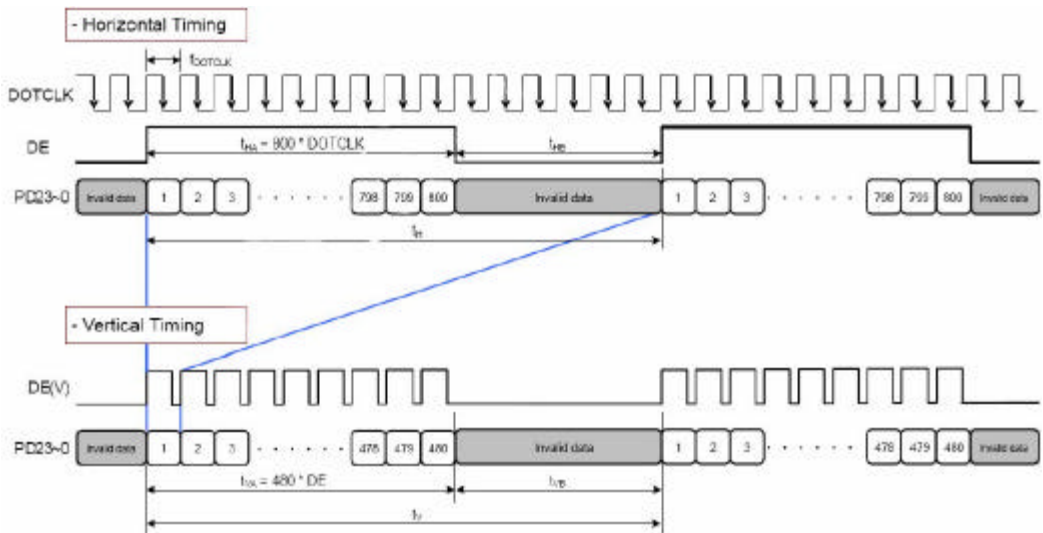 - Horizontal Timing
tDOTCLK
DOTCLK
DE
tHA = 800 * DOTCLK
tHB
PD23~0
Invalid data 1 2 3 · · · · · · 798 799 800 Invalid data 1 2 3 · · · · · · 798 799 800 Invalid data
tH
- Vertical Timing
DE(V)
PD23~0
Invalid data 1 2 3 · · · · · · 478 479 480 Invalid data 1 2 3 · · · · · · 478 479 480 Invalid data
tVA = 480 * DE
tVB
tV